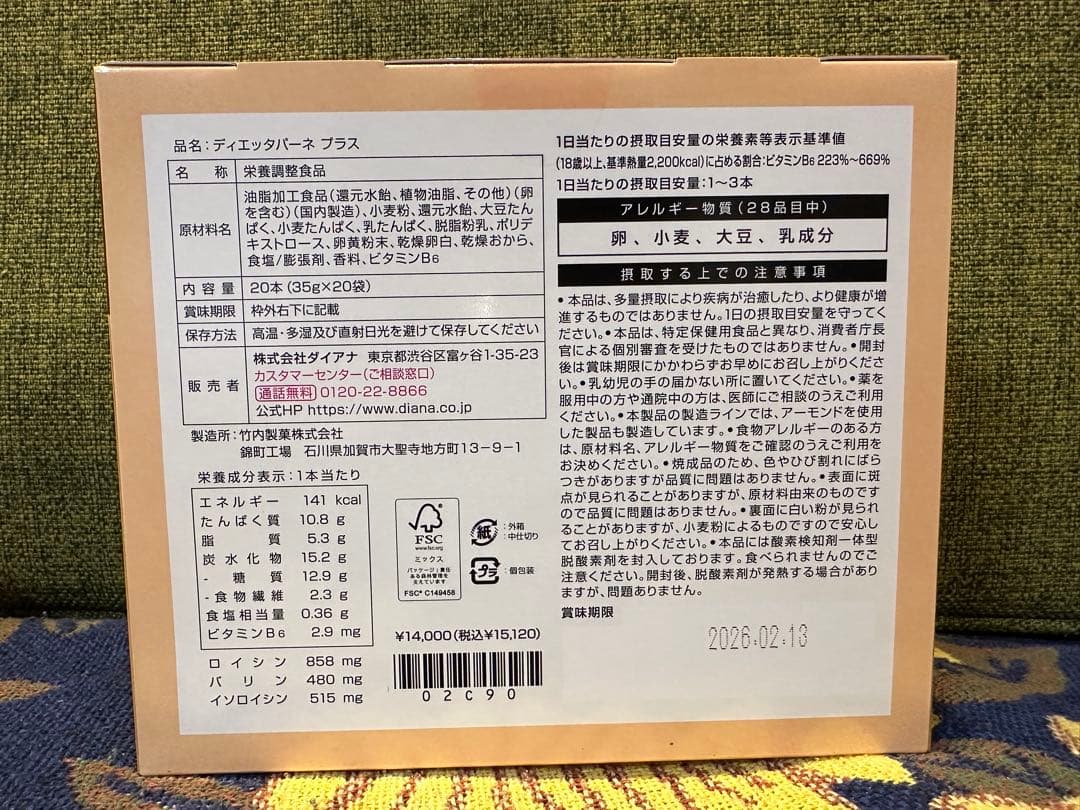 品名：ディエッタパーネ プラス
名　称 栄養調整食品
原材料名 油脂加工食品（還元水飴、植物油脂、その他）（卵
を含む）（国内製造）、小麦粉、還元水飴、大豆たん
ぱく、小麦たんぱく、乳たんぱく、脱脂粉乳、ポリデ
キストロース、卵黄粉末、乾燥卵白、乾燥おから、
食塩/膨張剤、香料、ビタミンB6
内容量 20本（35g×20袋）
賞味期限 枠外右下に記載
保存方法 高温・多湿及び直射日光を避けて保存してください
販売者 株式会社ダイアナ 東京都渋谷区富ヶ谷1-35-23
カスタマーセンター（ご相談窓口）
通話無料 0120-22-8866
公式HP https://www.diana.co.jp
製造所：竹内製菓株式会社
錦町工場　石川県加賀市大聖寺地方町13－9－1
栄養成分表示：1本当たり
エネルギー 141 kcal
たんぱく質 10.8 g
脂質 5.3 g
炭水化物 15.2 g
- 糖質 12.9 g
- 食物繊維 2.3 g
食塩相当量 0.36 g
ビタミンB6 2.9 mg
ロイシン 858 mg
バリン 480 mg
イソロイシン 515 mg
FSC
www.fsc.org
ミックス
パッケージ｜責任
ある森林管理を
支えています
FSC® C149458
紙 ：外箱
：中仕切り
プラ ：個包装
¥14,000（税込¥15,120）
02C90
1日当たりの摂取目安量の栄養素等表示基準値
（18歳以上、基準熱量2,200kcal）に占める割合：ビタミンB6 223%～669%
1日当たりの摂取目安量：1～3本
アレルギー物質（28品目中）
卵、小麦、大豆、乳成分
摂取する上での注意事項
•本品は、多量摂取により疾病が治癒したり、より健康が増
進するものではありません。1日の摂取目安量を守ってく
ださい。•本品は、特定保健用食品と異なり、消費者庁長
官による個別審査を受けたものではありません。•開封
後は賞味期限にかかわらずお早めにお召し上がりくださ
い。•乳幼児の手の届かない所に置いてください。•薬を
服用中の方や通院中の方は、医師にご相談のうえご利用
ください。•本製品の製造ラインでは、アーモンドを使用
した製品も製造しています。•食物アレルギーのある方
は、原材料名、アレルギー物質をご確認のうえご利用を
お決めください。•焼成品のため、色やひび割れにばら
つきがありますが品質に問題はありません。•表面に斑
点が見られることがありますが、原材料由来のものです
ので品質に問題はありません。•裏面に白い粉が見られ
ることがありますが、小麦粉によるものですので安心し
てお召し上がりください。•本品には酸素検知剤一体型
脱酸素剤を封入しております。食べられませんのでご
注意ください。開封後、脱酸素剤が発熱する場合があり
ますが、問題ありません。
賞味期限
2026.02.13